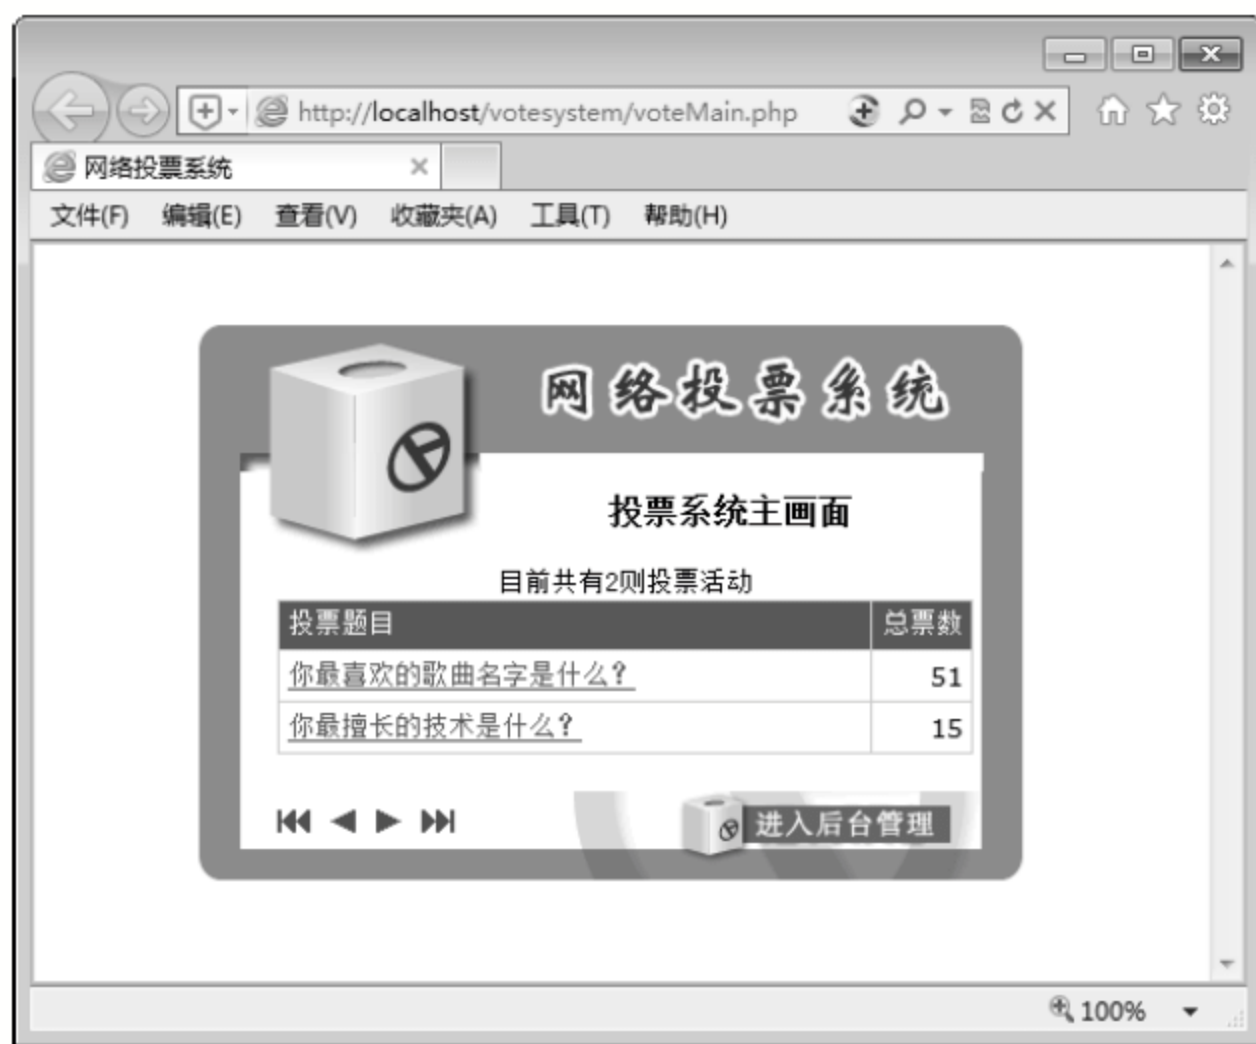 http://localhost/votesystem/voteMain.php
网络投票系统
文件(F) 编辑(E) 查看(V) 收藏夹(A) 工具(T) 帮助(H)
网络投票系统
投票系统主画面
目前共有2则投票活动
投票题目 总票数
你最喜欢的歌曲名字是什么? 51
你最擅长的技术是什么? 15
进入后台管理
100%